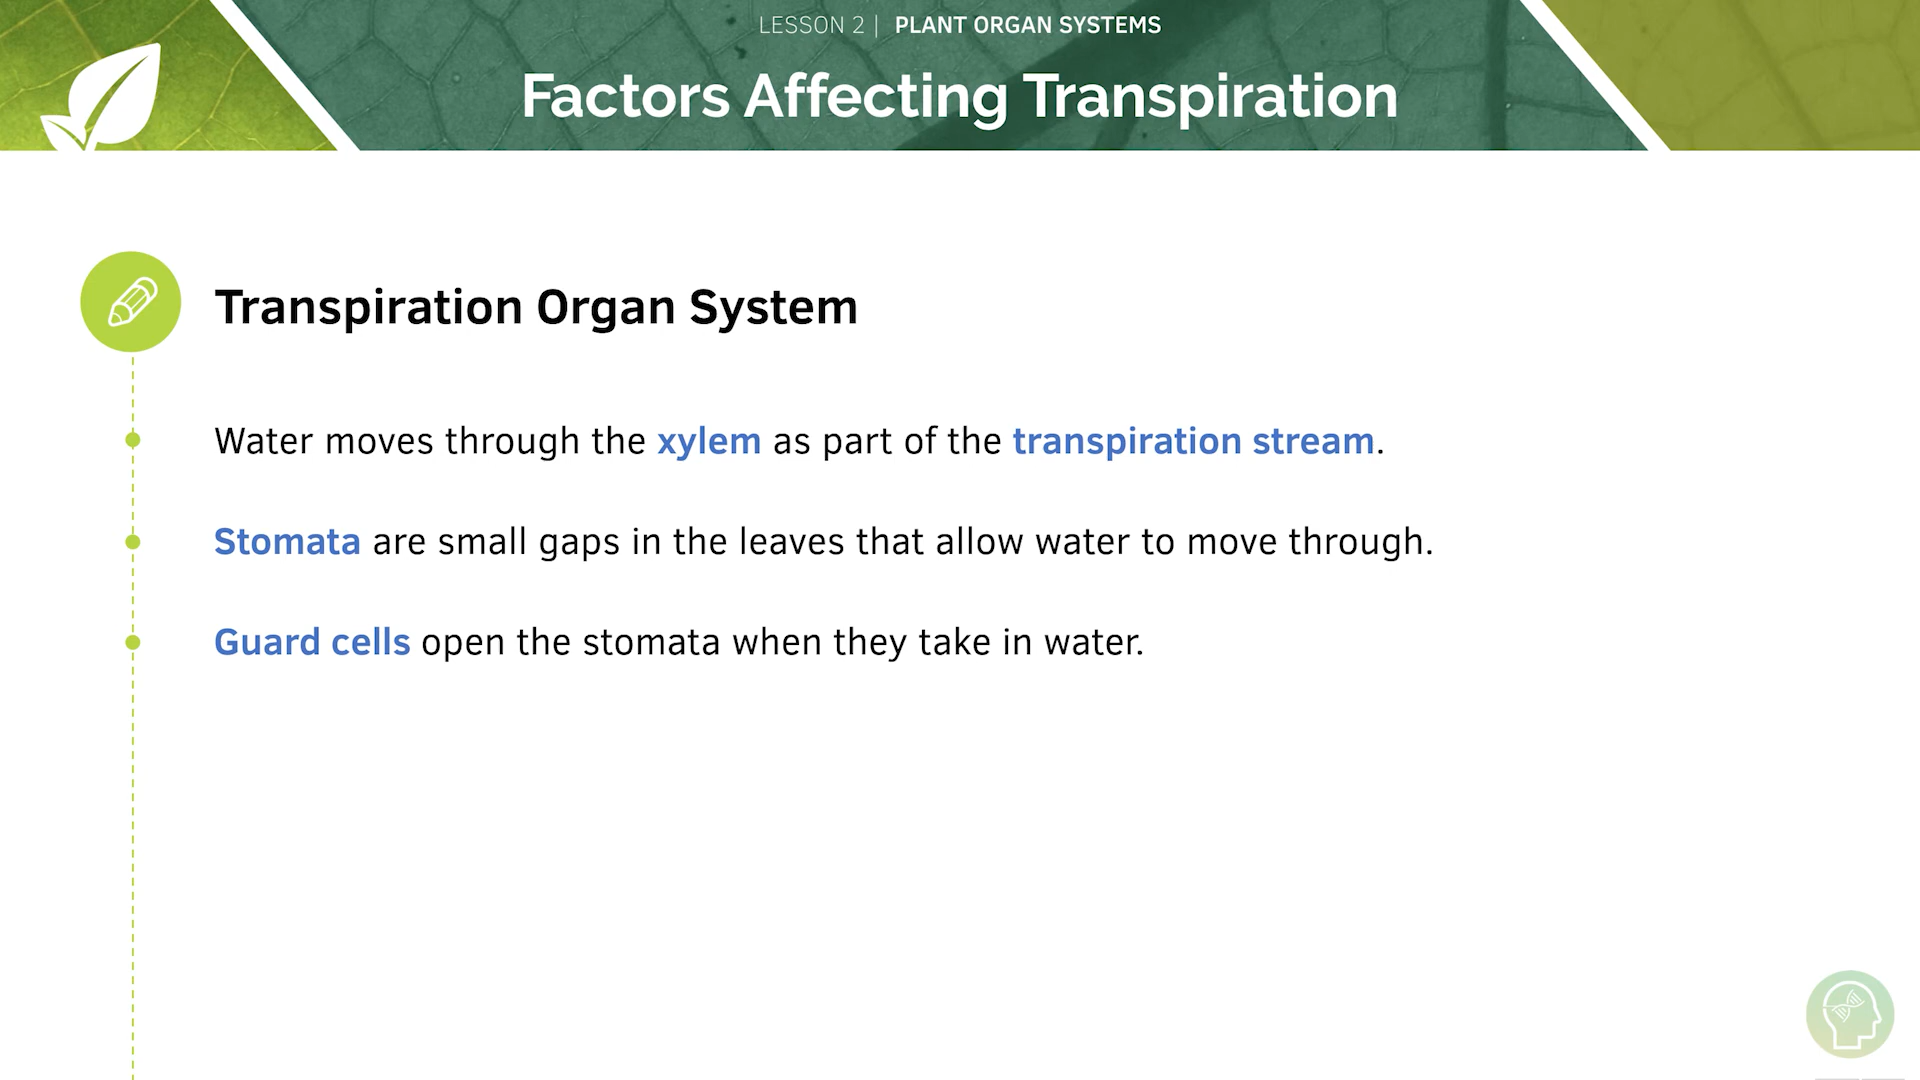 LESSON 2 | PLANT ORGAN SYSTEMS
Factors Affecting Transpiration
Transpiration Organ System
Water moves through the xylem as part of the transpiration stream.
Stomata are small gaps in the leaves that allow water to move through.
Guard cells open the stomata when they take in water.